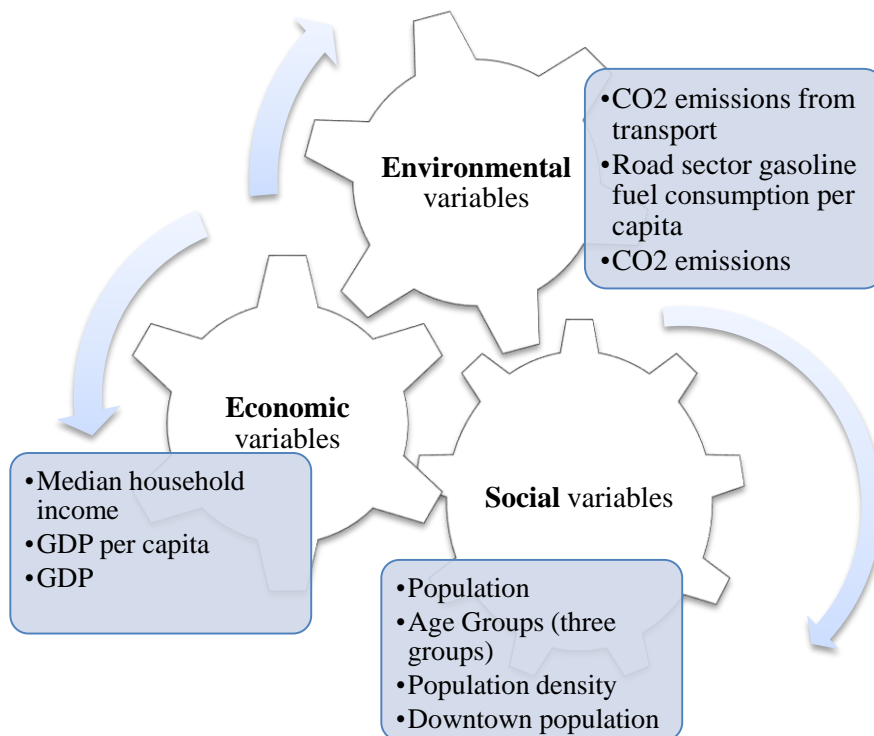 Environmental
variables
•CO2 emissions from
transport
•Road sector gasoline
fuel consumption per
capita
•CO2 emissions
Economic
variables
•Median household
income
•GDP per capita
•GDP
Social variables
•Population
•Age Groups (three
groups)
•Population density
•Downtown population